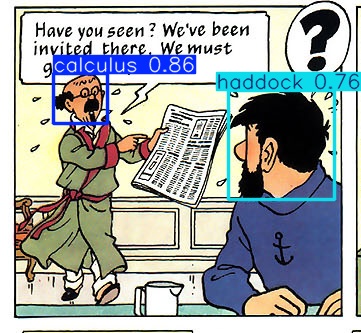 Have you seen? We've been
invited there. We must
g
calculus 0.86
haddock 0.76
?